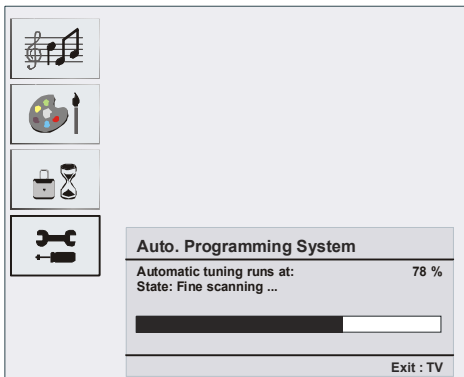 Auto. Programming System
Automatic tuning runs at: 78 %
State: Fine scanning ...
Exit : TV